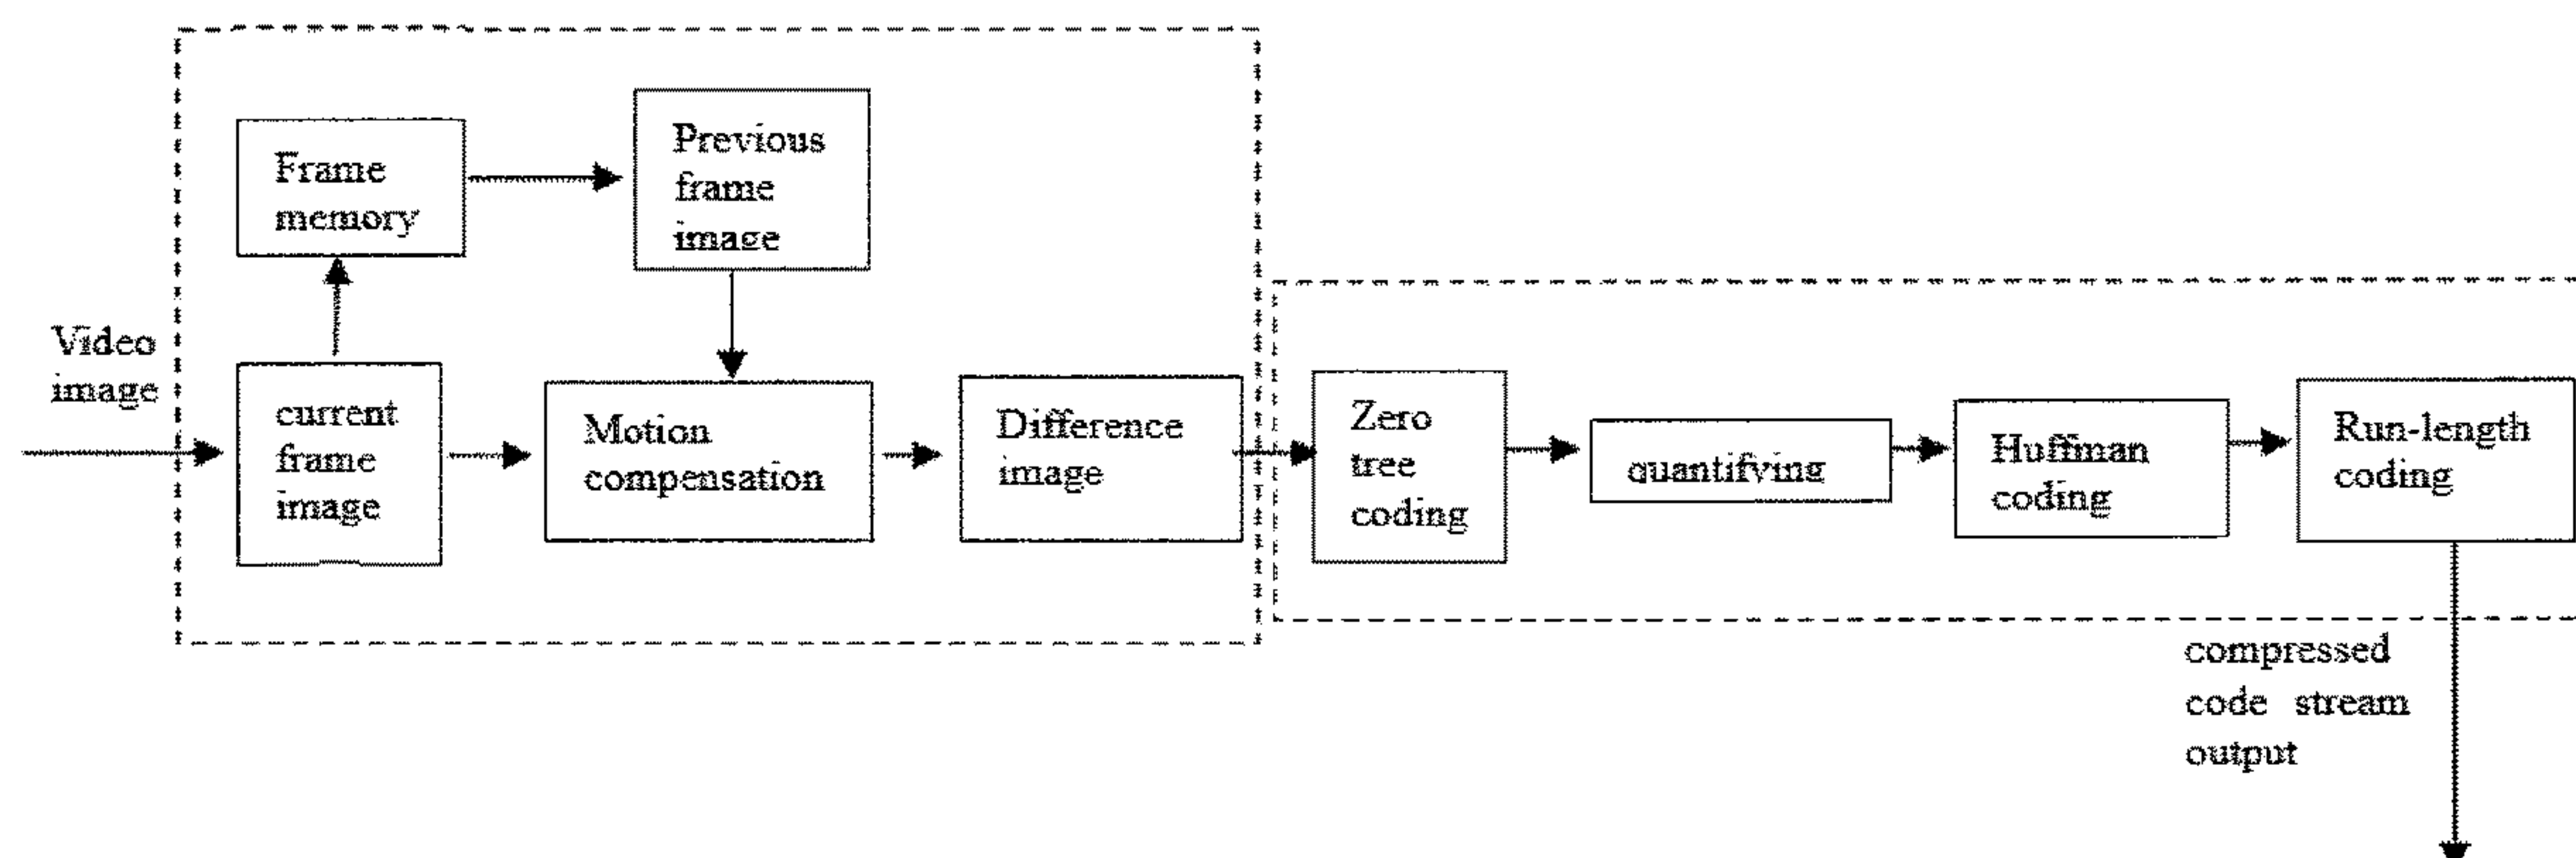 Video
image
Frame
memory
Previous
frame
image
current
frame
image
Motion
compensation
Difference
image
Zero
tree
coding
quantifying
Huffman
coding
Run-length
coding
compressed
code stream
output